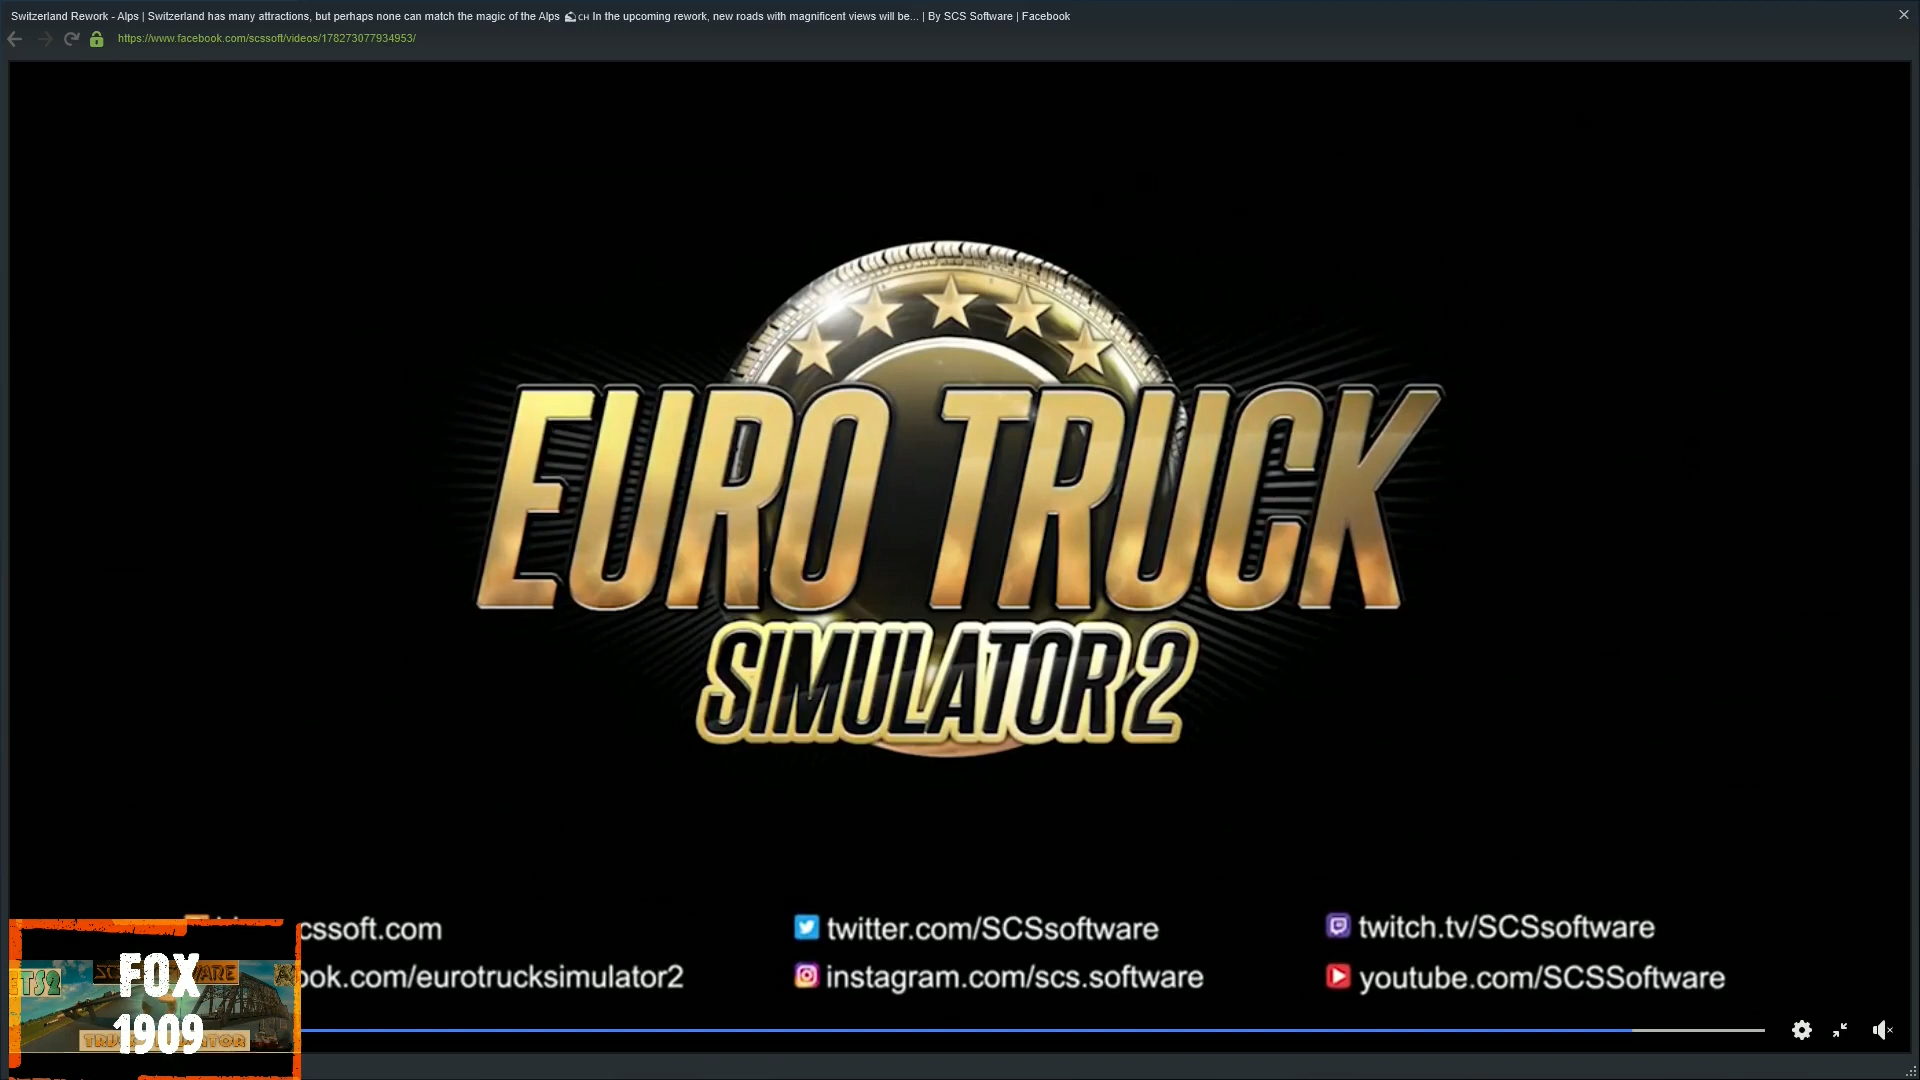 Switzerland Rework - Alps | Switzerland has many attractions, but perhaps none can match the magic of the Alps 🌊 CH In the upcoming rework, new roads with magnificent views will be... | By SCS Software | Facebook
https://www.facebook.com/scssoft/videos/178273077934953/
EURO TRUCK
SIMULATOR 2
cssoft.com
twitter.com/SCSsoftware
twitch.tv/SCSsoftware
ook.com/eurotrucksimulator2
instagram.com/scs.software
youtube.com/SCSSoftware
ETS2
FOX
1909